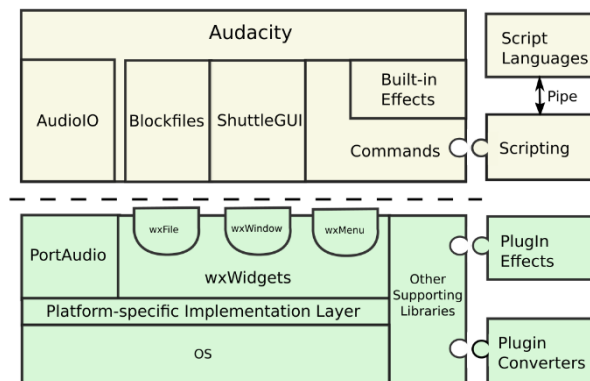 Audacity
Script
Languages
Pipe
AudioIO
Blockfiles
ShuttleGUI
Built-in
Effects
Commands
Scripting
PortAudio
wxFile
wxWindow
wxMenu
wxWidgets
Other
Supporting
Libraries
PlugIn
Effects
Platform-specific Implementation Layer
OS
Plugin
Converters